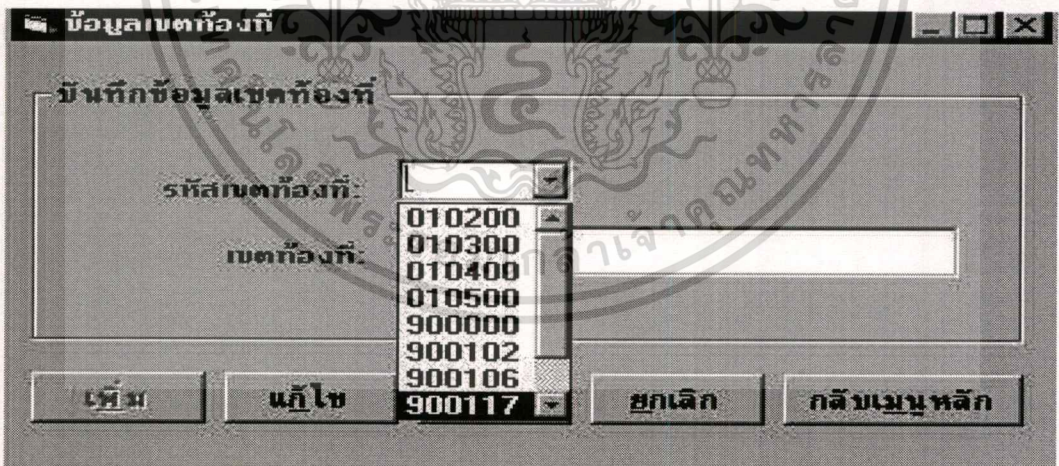 ข้อมูลเขตท้องที่
บันทึกข้อมูลเขตท้องที่
รหัสเขตท้องที่:
010200
010300
010400
010500
900000
900102
900106
900117
เขตท้องที่:
เพิ่ม
แก้ไข
ยกเลิก
กลับเมนูหลัก